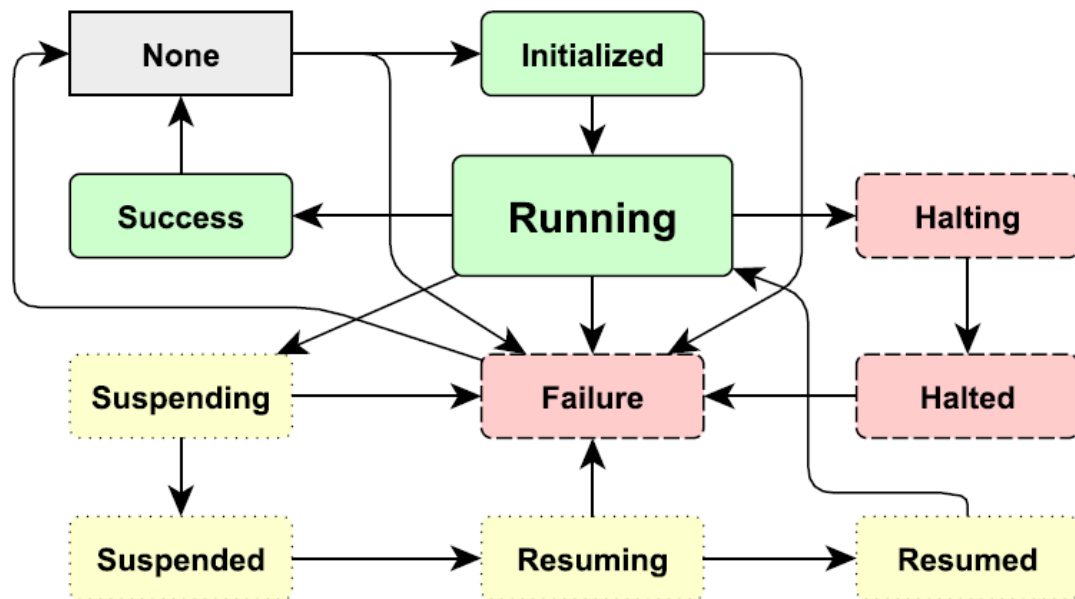 None
Initialized
Success
Running
Halting
Suspending
Failure
Halted
Suspended
Resuming
Resumed